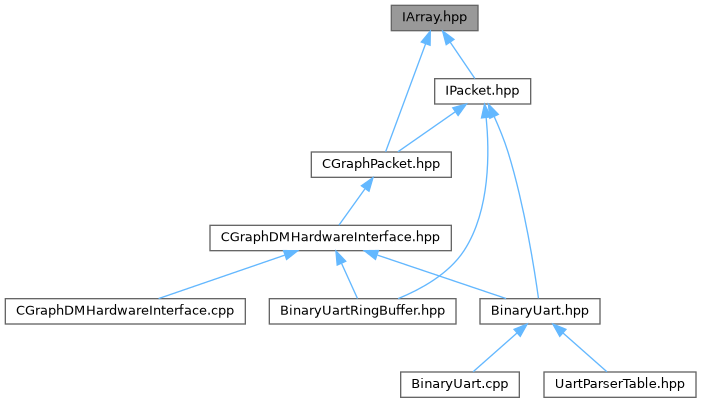 IArray.hpp
IPacket.hpp
CGraphPacket.hpp
CGraphDMHardwareInterface.hpp
CGraphDMHardwareInterface.cpp
BinaryUartRingBuffer.hpp
BinaryUart.hpp
BinaryUart.cpp
UartParserTable.hpp